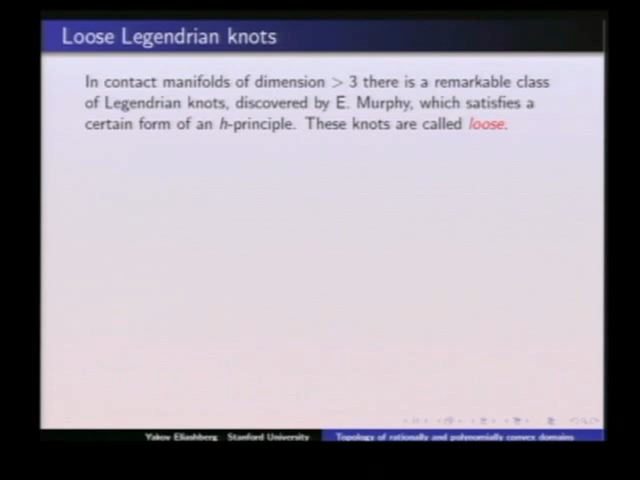 Loose Legendrian knots
In contact manifolds of dimension > 3 there is a remarkable class
of Legendrian knots, discovered by E. Murphy, which satisfies a
certain form of an h-principle. These knots are called loose.
Yakov Eliashberg Stanford University Topology of rationally and polynomially convex domains